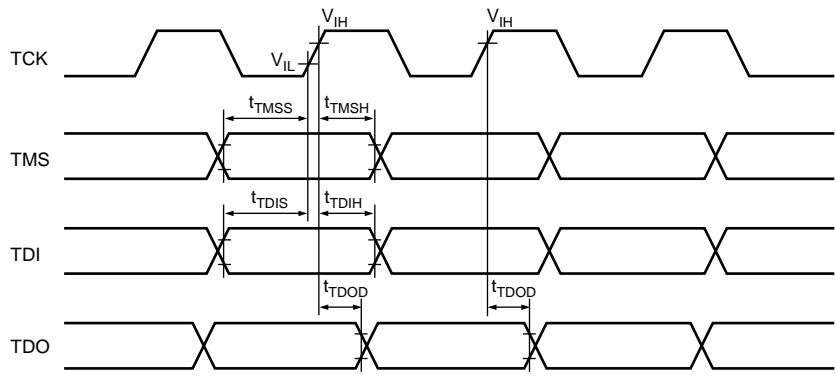 V_IH V_IH
TCK
V_IL
t_TMSS t_TMSH
TMS
t_TDIS t_TDIH
TDI
t_TDOD t_TDOD
TDO